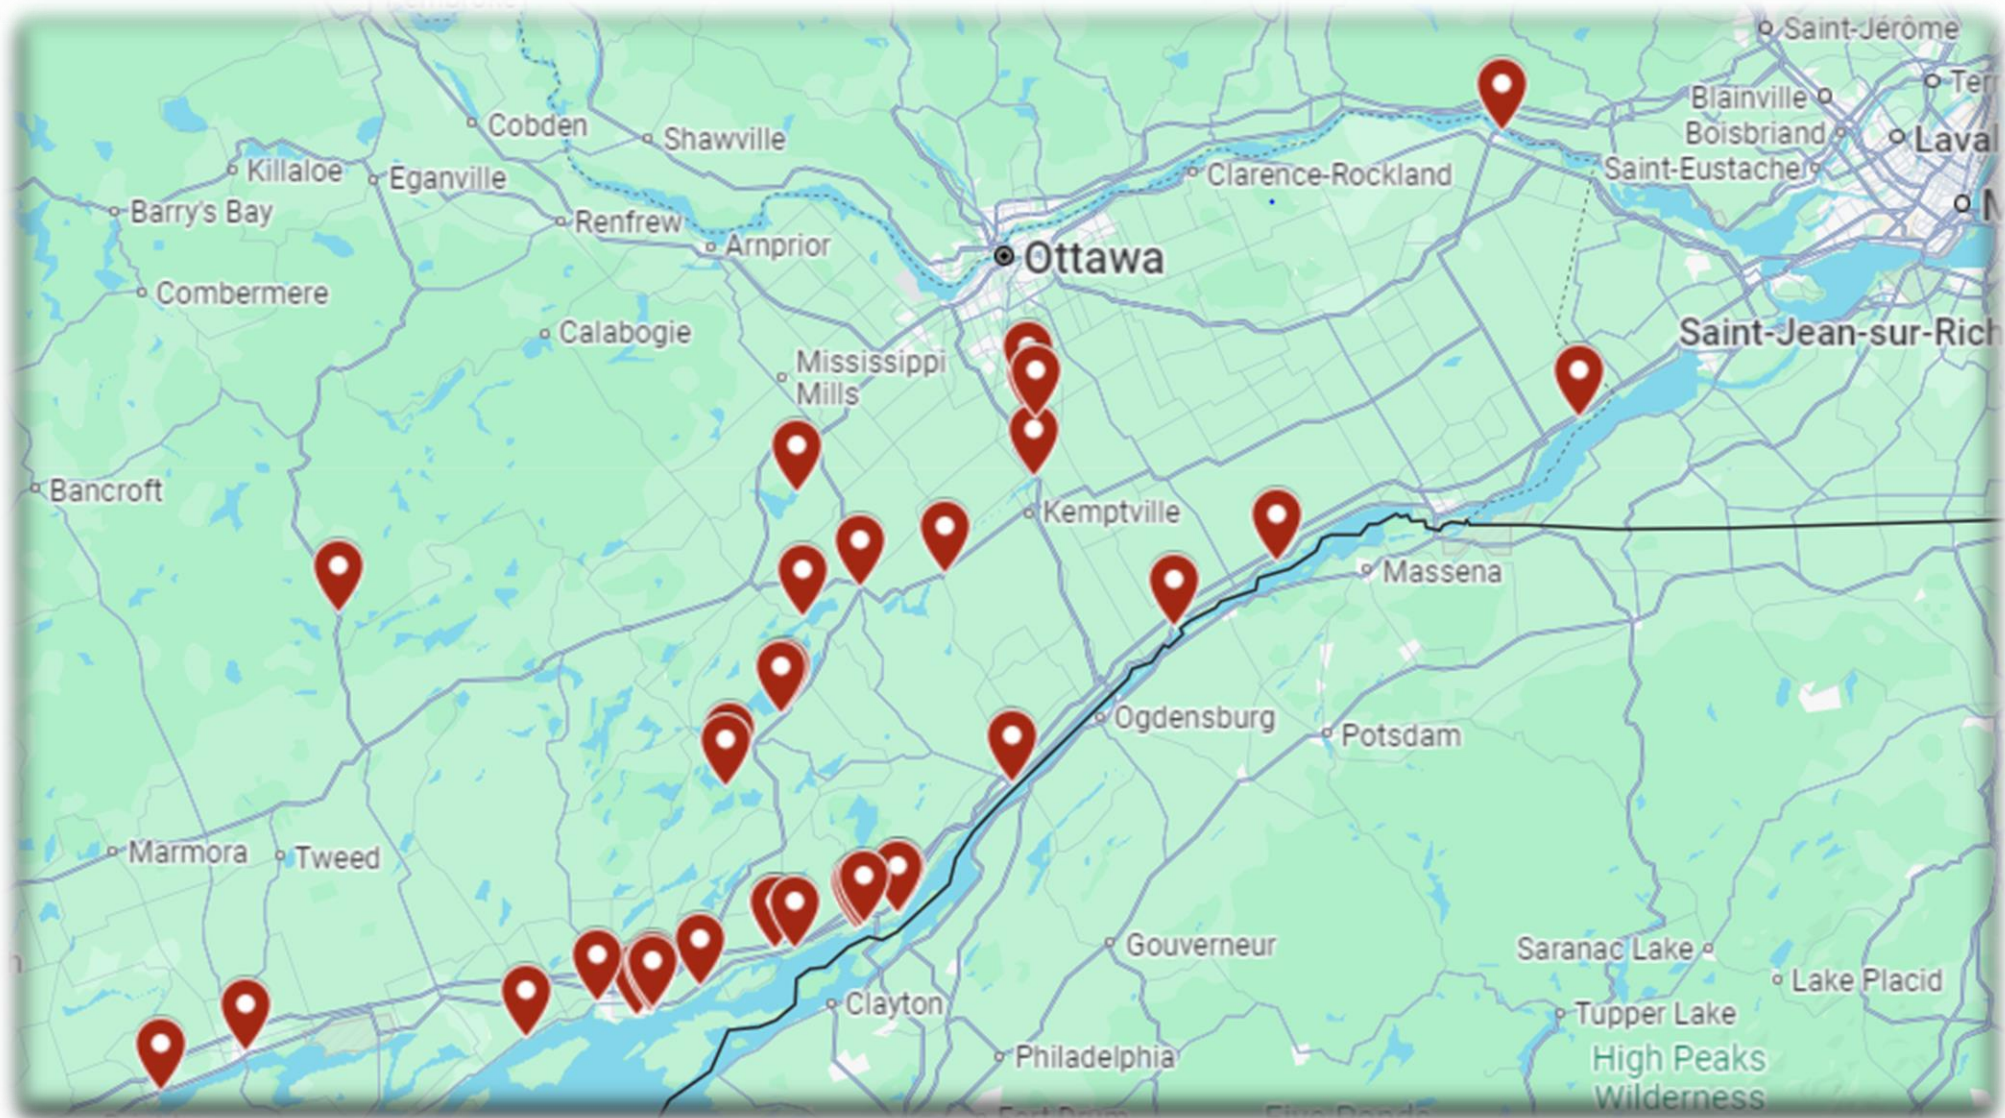 Saint-Jérôme
Cobden
Shawville
Blainville
Boisbriand
Laval
Killaloe
Eganville
Clarence-Rockland
Saint-Eustache
Barry's Bay
Renfrew
Arnprior
Ottawa
Combermere
Calabogie
Saint-Jean-sur-Rich
Mississippi
Mills
Bancroft
Kemptville
Massena
Ogdensburg
Potsdam
Marmora
Tweed
Gouverneur
Saranac Lake
Lake Placid
Clayton
Tupper Lake
Philadelphia
High Peaks
Wilderness